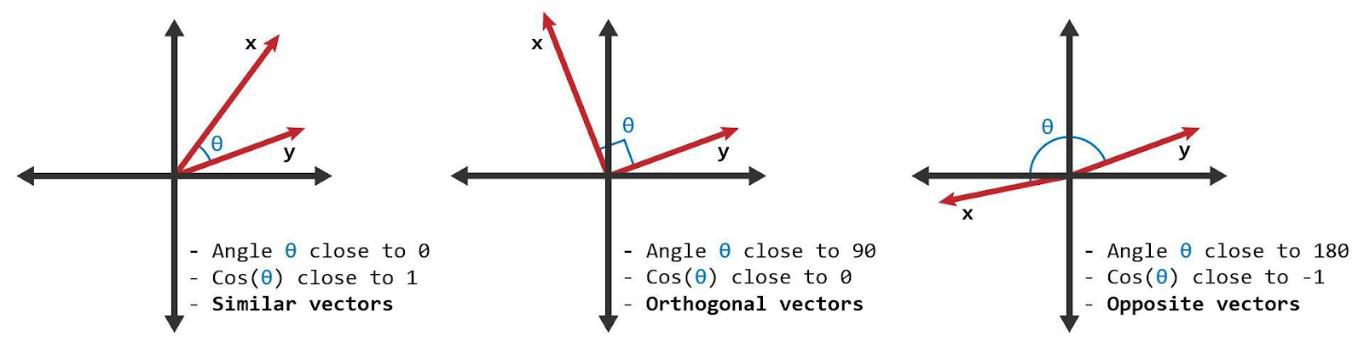 x
θ
y
- Angle θ close to 0
- Cos(θ) close to 1
- Similar vectors
x
θ
y
- Angle θ close to 90
- Cos(θ) close to 0
- Orthogonal vectors
θ
y
x
- Angle θ close to 180
- Cos(θ) close to -1
- Opposite vectors